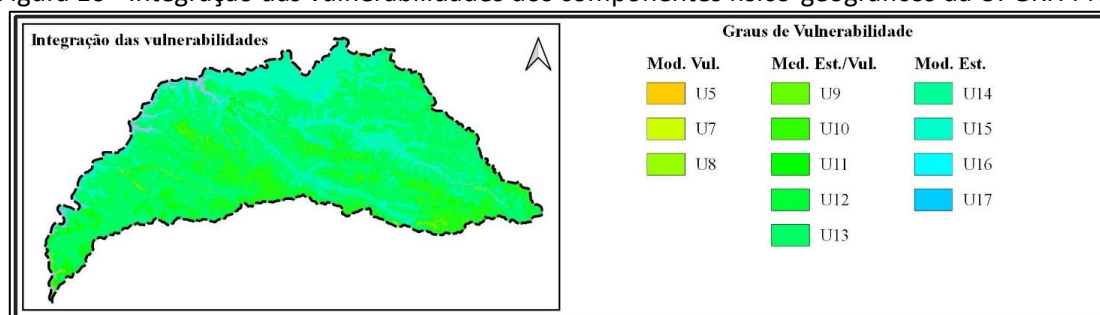 Integração das vulnerabilidades
Graus de Vulnerabilidade
Mod. Vul.
U5
U7
U8
Med. Est./Vul.
U9
U10
U11
U12
U13
Mod. Est.
U14
U15
U16
U17